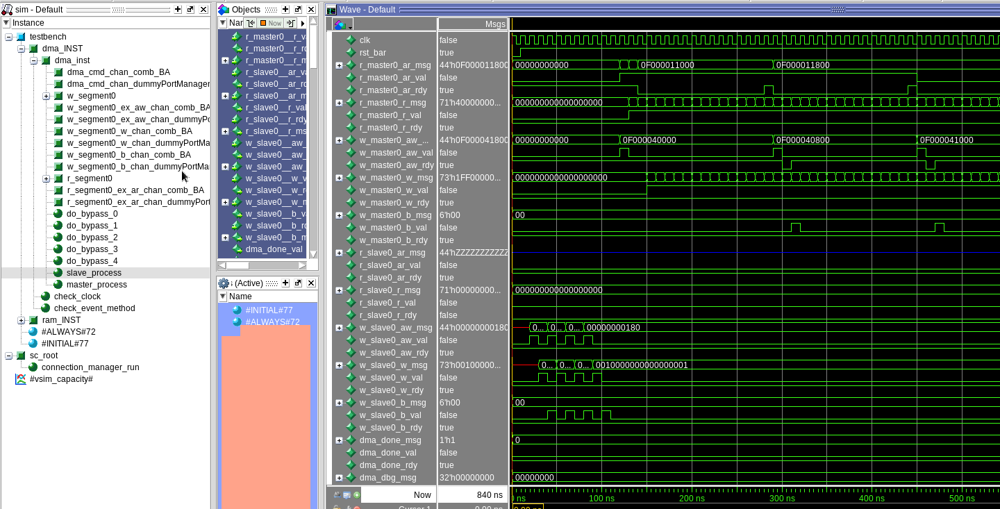 sim - Default
Instance
testbench
dma_INST
dma_inst
dma_cmd_chan_comb_BA
dma_cmd_chan_dummyPortManager
w_segment0
w_segment0_ex_aw_chan_comb_BA
w_segment0_ex_aw_chan_dummyPo
w_segment0_w_chan_comb_BA
w_segment0_w_chan_dummyPortMa
w_segment0_b_chan_comb_BA
w_segment0_b_chan_dummyPortMa
r_segment0
r_segment0_ex_ar_chan_comb_BA
r_segment0_ex_ar_chan_dummyPort
do_bypass_0
do_bypass_1
do_bypass_2
do_bypass_3
do_bypass_4
slave_process
master_process
check_clock
check_event_method
ram_INST
#ALWAYS#72
#INITIAL#77
sc_root
connection_manager_run
#vsim_capacity#
Objects
Nar Now
r_master0__r_va
r_master0__r_rd
r_master0__r_m
r_slave0__ar_va
r_slave0__ar_rd
r_slave0__ar_m
r_slave0__r_val
r_slave0__r_rdy
r_slave0__r_ms
w_slave0__aw_
w_slave0__aw_
w_slave0__aw_
w_slave0__w_v
w_slave0__w_r
w_slave0__w_n
w_slave0__b_va
w_slave0__b_rd
w_slave0__b_m
dma_done_val
(Active)
Name
#INITIAL#77
#ALWAYS#72
Wave - Default
Msgs
clk false
rst_bar true
r_master0_ar_msg 44'h0F000011800 00000000000 0F000011000 0F000011800
r_master0_ar_val false
r_master0_ar_rdy true
r_master0_r_msg 71'h40000000... 000000000000000000
r_master0_r_val false
r_master0_r_rdy true
w_master0_aw_... 44'h0F000041800 00000000000 0F000040000 0F000040800 0F000041000
w_master0_aw_val false
w_master0_aw_rdy true
w_master0_w_msg 73'h1FF00000... 0000000000000000000
w_master0_w_val false
w_master0_w_rdy true
w_master0_b_msg 6'h00 00
w_master0_b_val false
w_master0_b_rdy true
r_slave0_ar_msg 44'hZZZZZZZZZZZ
r_slave0_ar_val false
r_slave0_ar_rdy true
r_slave0_r_msg 71'h00000000... 000000000000000000
r_slave0_r_val false
r_slave0_r_rdy false
w_slave0_aw_msg 44'h00000000180 0... 0... 0... 00000000180
w_slave0_aw_val false
w_slave0_aw_rdy true
w_slave0_w_msg 73'h00100000... 0... 0... 0... 0010000000000000001
w_slave0_w_val false
w_slave0_w_rdy true
w_slave0_b_msg 6'h00 00
w_slave0_b_val false
w_slave0_b_rdy true
dma_done_msg 1'h1 0
dma_done_val false
dma_done_rdy true
dma_dbg_msg 32'h00000000 00000000
Now 840 ns 0 ns 100 ns 200 ns 300 ns 400 ns 500 ns
Cursor 1 0.00 ns 0.00 ns